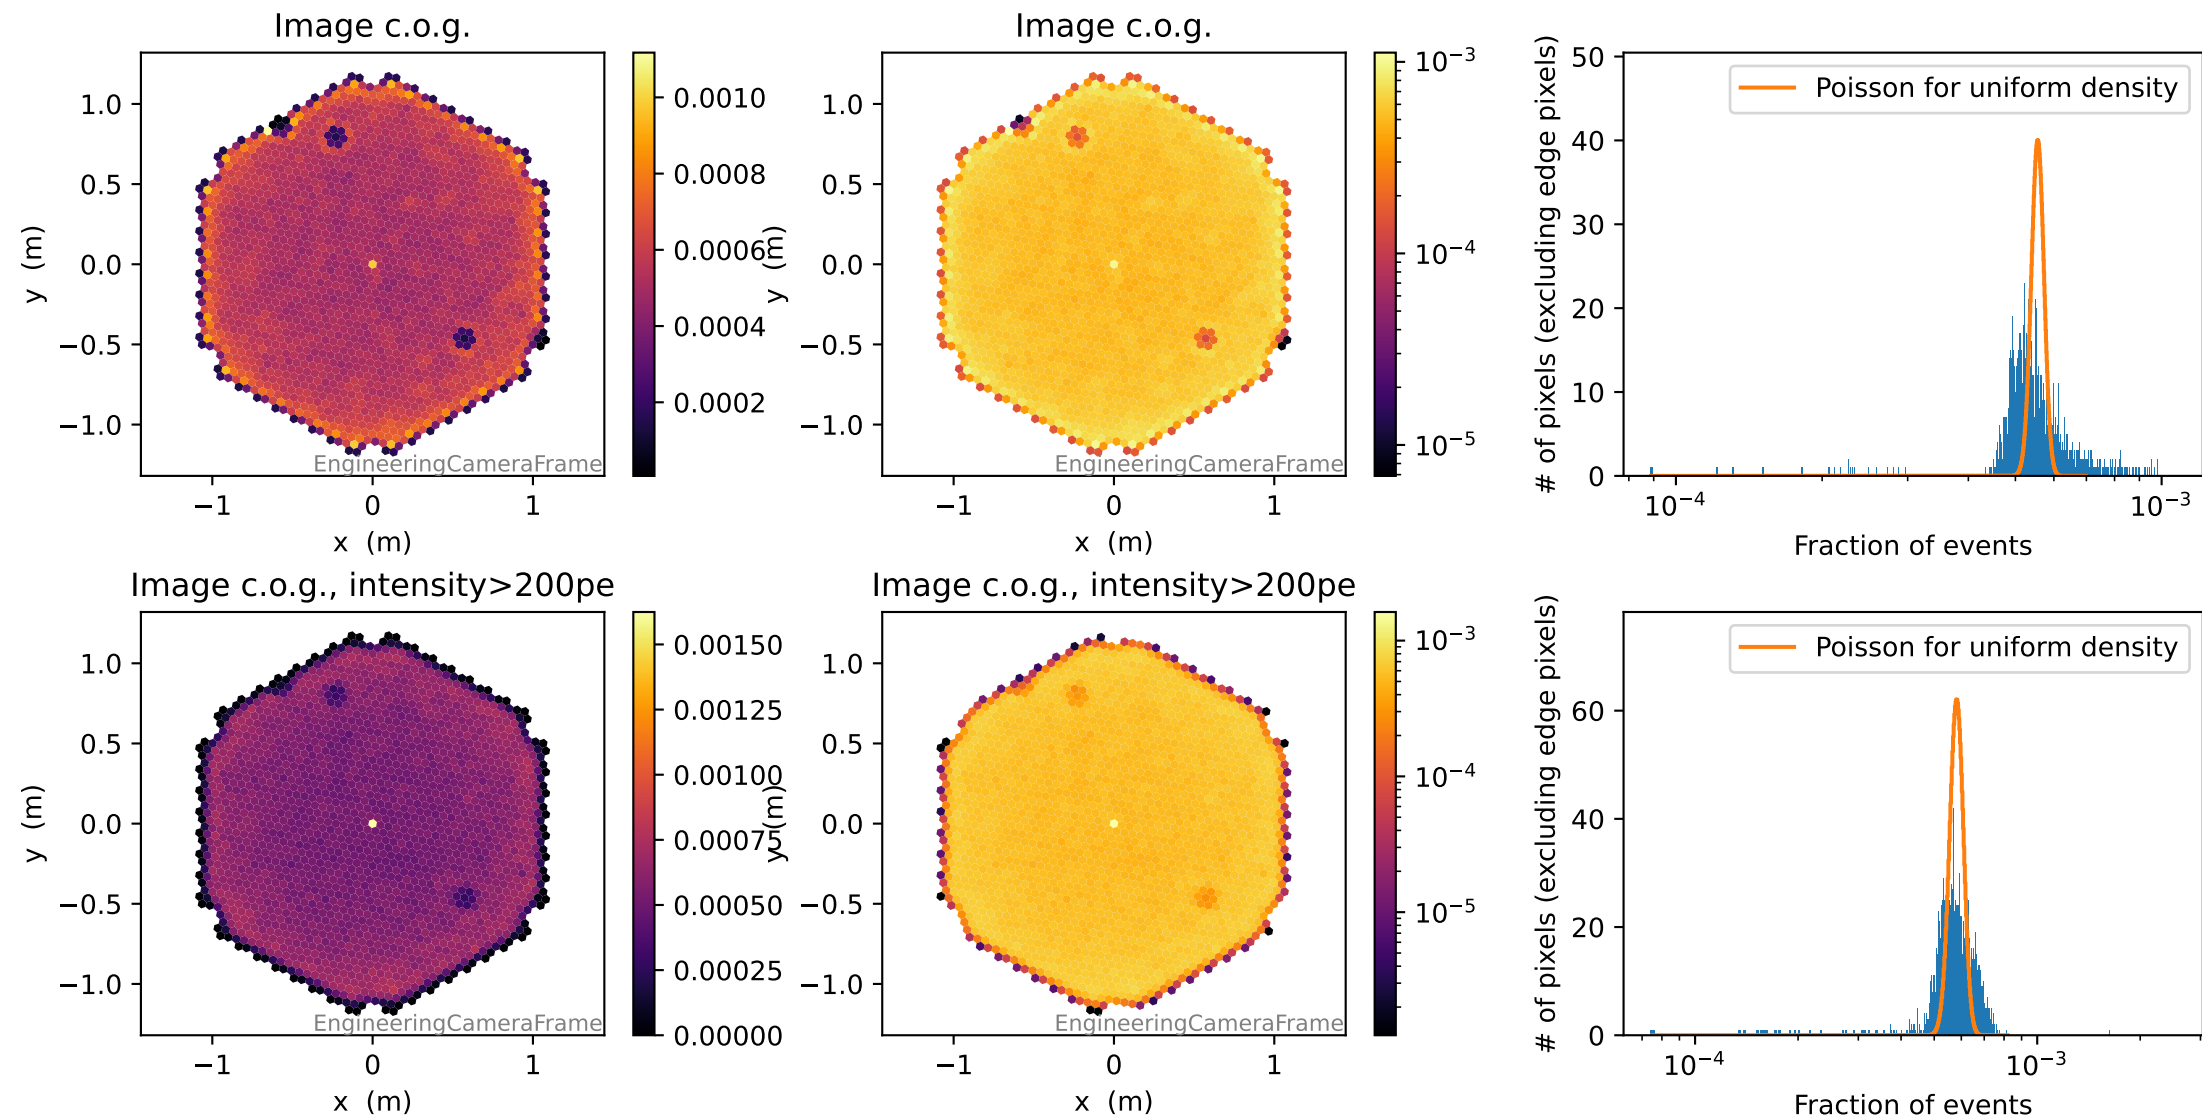 Image c.o.g.
1.0
0.5
0.0
−0.5
−1.0
y (m)
−1
0
1
x (m)
EngineeringCameraFrame
0.0010
0.0008
0.0006
0.0004
0.0002
Image c.o.g.
1.0
0.5
0.0
−0.5
−1.0
y (m)
−1
0
1
x (m)
EngineeringCameraFrame
10⁻³
10⁻⁴
10⁻⁵
# of pixels (excluding edge pixels)
50
40
30
20
10
0
Poisson for uniform density
10⁻⁴
10⁻³
Fraction of events
Image c.o.g., intensity>200pe
1.0
0.5
0.0
−0.5
−1.0
y (m)
−1
0
1
x (m)
EngineeringCameraFrame
0.00150
0.00125
0.00100
0.00075
0.00050
0.00025
0.00000
Image c.o.g., intensity>200pe
1.0
0.5
0.0
−0.5
−1.0
y (m)
−1
0
1
x (m)
EngineeringCameraFrame
10⁻³
10⁻⁴
10⁻⁵
# of pixels (excluding edge pixels)
60
40
20
0
Poisson for uniform density
10⁻⁴
10⁻³
Fraction of events